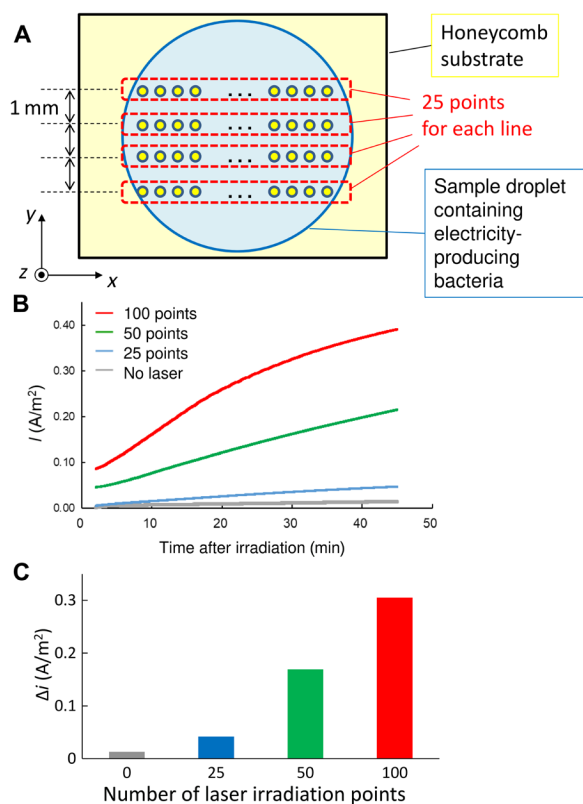 A
Honeycomb
substrate
1 mm
...
...
...
...
25 points
for each line
Sample droplet
containing
electricity-
producing
bacteria
y
z
x
B
100 points
50 points
25 points
No laser
0.40
0.30
0.20
0.10
0.00
I (A/m²)
0 10 20 30 40 50
Time after irradiation (min)
C
0.3
0.2
0.1
0
Δi (A/m²)
0 25 50 100
Number of laser irradiation points